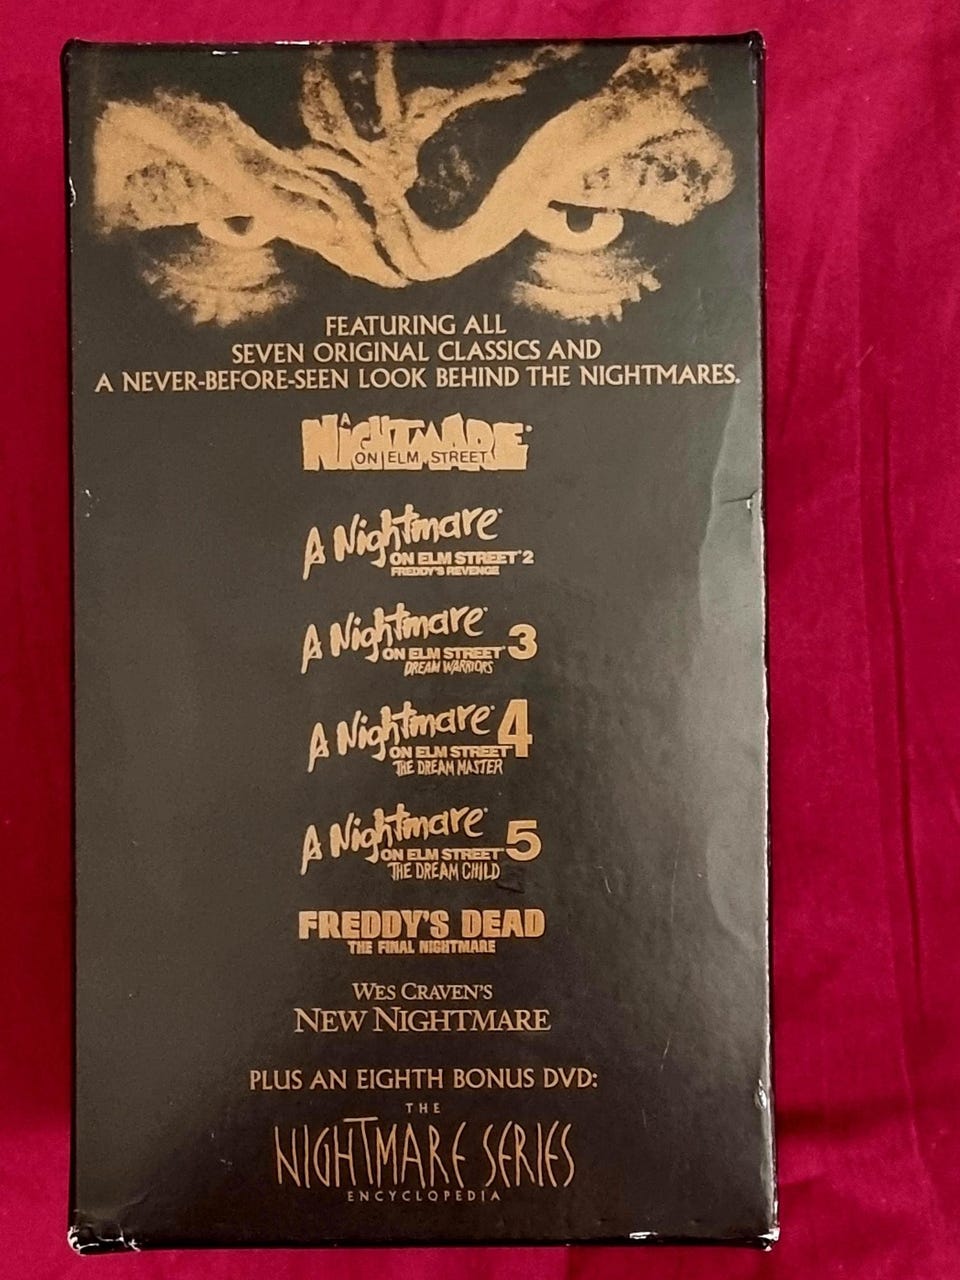 FEATURING ALL
SEVEN ORIGINAL CLASSICS AND
A NEVER-BEFORE-SEEN LOOK BEHIND THE NIGHTMARES.
A
NIGHTMARE
ON ELM STREET
A Nightmare
ON ELM STREET 2
FREDDY'S REVENGE
A Nightmare
ON ELM STREET 3
DREAM WARRIORS
A Nightmare
ON ELM STREET 4
THE DREAM MASTER
A Nightmare
ON ELM STREET 5
THE DREAM CHILD
FREDDY'S DEAD
THE FINAL NIGHTMARE
WES CRAVEN'S
NEW NIGHTMARE
PLUS AN EIGHTH BONUS DVD:
THE
NIGHTMARE SERIES
ENCYCLOPEDIA